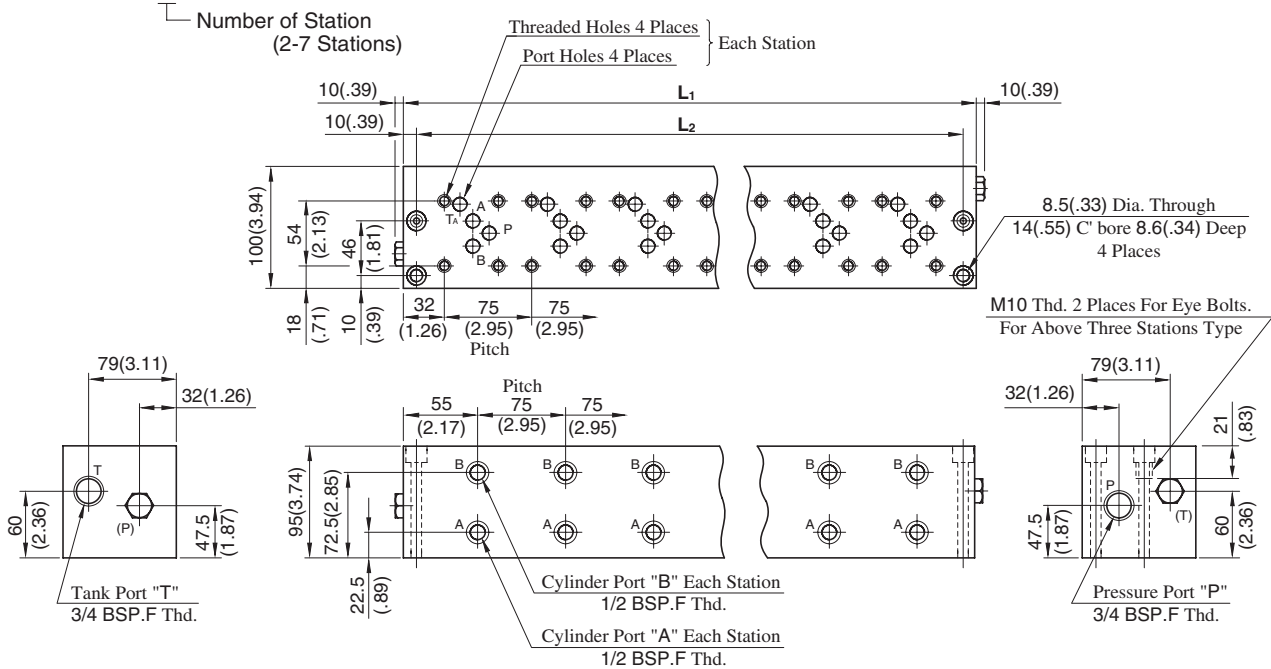 Number of Station
(2-7 Stations)
Threaded Holes 4 Places
Port Holes 4 Places
Each Station
10(.39)
L1
10(.39)
10(.39)
L2
100(3.94)
54
(2.13)
46
(1.81)
TA
A
P
B
18
(.71)
10
(.39)
32
(1.26)
75
(2.95)
Pitch
75
(2.95)
8.5(.33) Dia. Through
14(.55) C' bore 8.6(.34) Deep
4 Places
M10 Thd. 2 Places For Eye Bolts.
For Above Three Stations Type
79(3.11)
32(1.26)
T
(P)
60
(2.36)
47.5
(1.87)
Tank Port "T"
3/4 BSP.F Thd.
Pitch
55
(2.17)
75
(2.95)
75
(2.95)
95(3.74)
72.5(2.85)
22.5
(.89)
B
B
B
B
B
A
A
A
A
A
Cylinder Port "B" Each Station
1/2 BSP.F Thd.
Cylinder Port "A" Each Station
1/2 BSP.F Thd.
79(3.11)
32(1.26)
21
(.83)
P
(T)
47.5
(1.87)
60
(2.36)
Pressure Port "P"
3/4 BSP.F Thd.